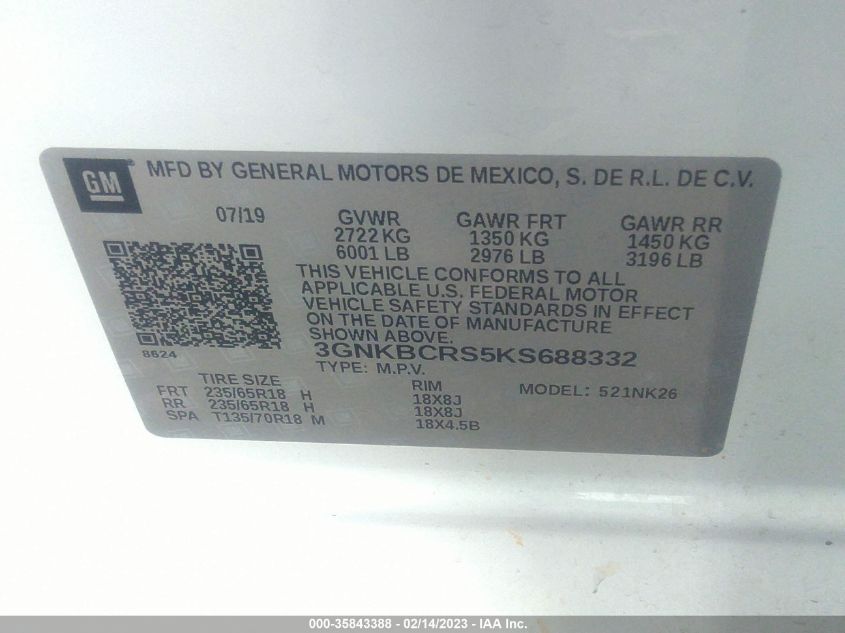 GM
MFD BY GENERAL MOTORS DE MEXICO, S. DE R.L. DE C.V.
07/19 GVWR GAWR FRT GAWR RR
2722 KG 1350 KG 1450 KG
6001 LB 2976 LB 3196 LB
THIS VEHICLE CONFORMS TO ALL
APPLICABLE U.S. FEDERAL MOTOR
VEHICLE SAFETY STANDARDS IN EFFECT
ON THE DATE OF MANUFACTURE
SHOWN ABOVE.
8624 3GNKBCRS5KS688332
TYPE: M.P.V.
TIRE SIZE RIM MODEL: 521NK26
FRT 235/65R18 H 18X8J
RR 235/65R18 H 18X8J
SPA T135/70R18 M 18X4.5B
000-35843388 - 02/14/2023 - IAA Inc.